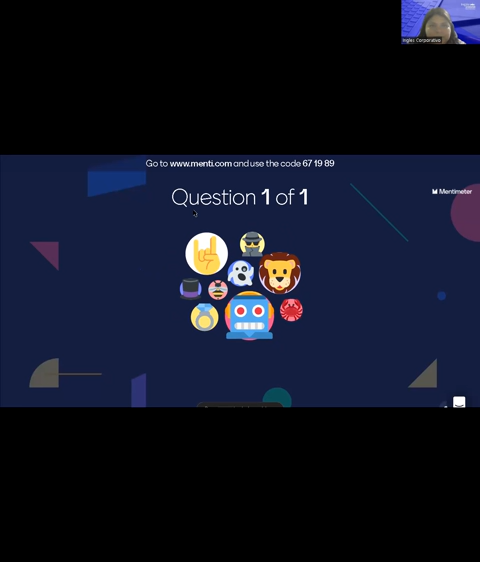 Inglés Corporativo
Go to www.menti.com and use the code 67 19 89
Question 1 of 1
Mentimeter